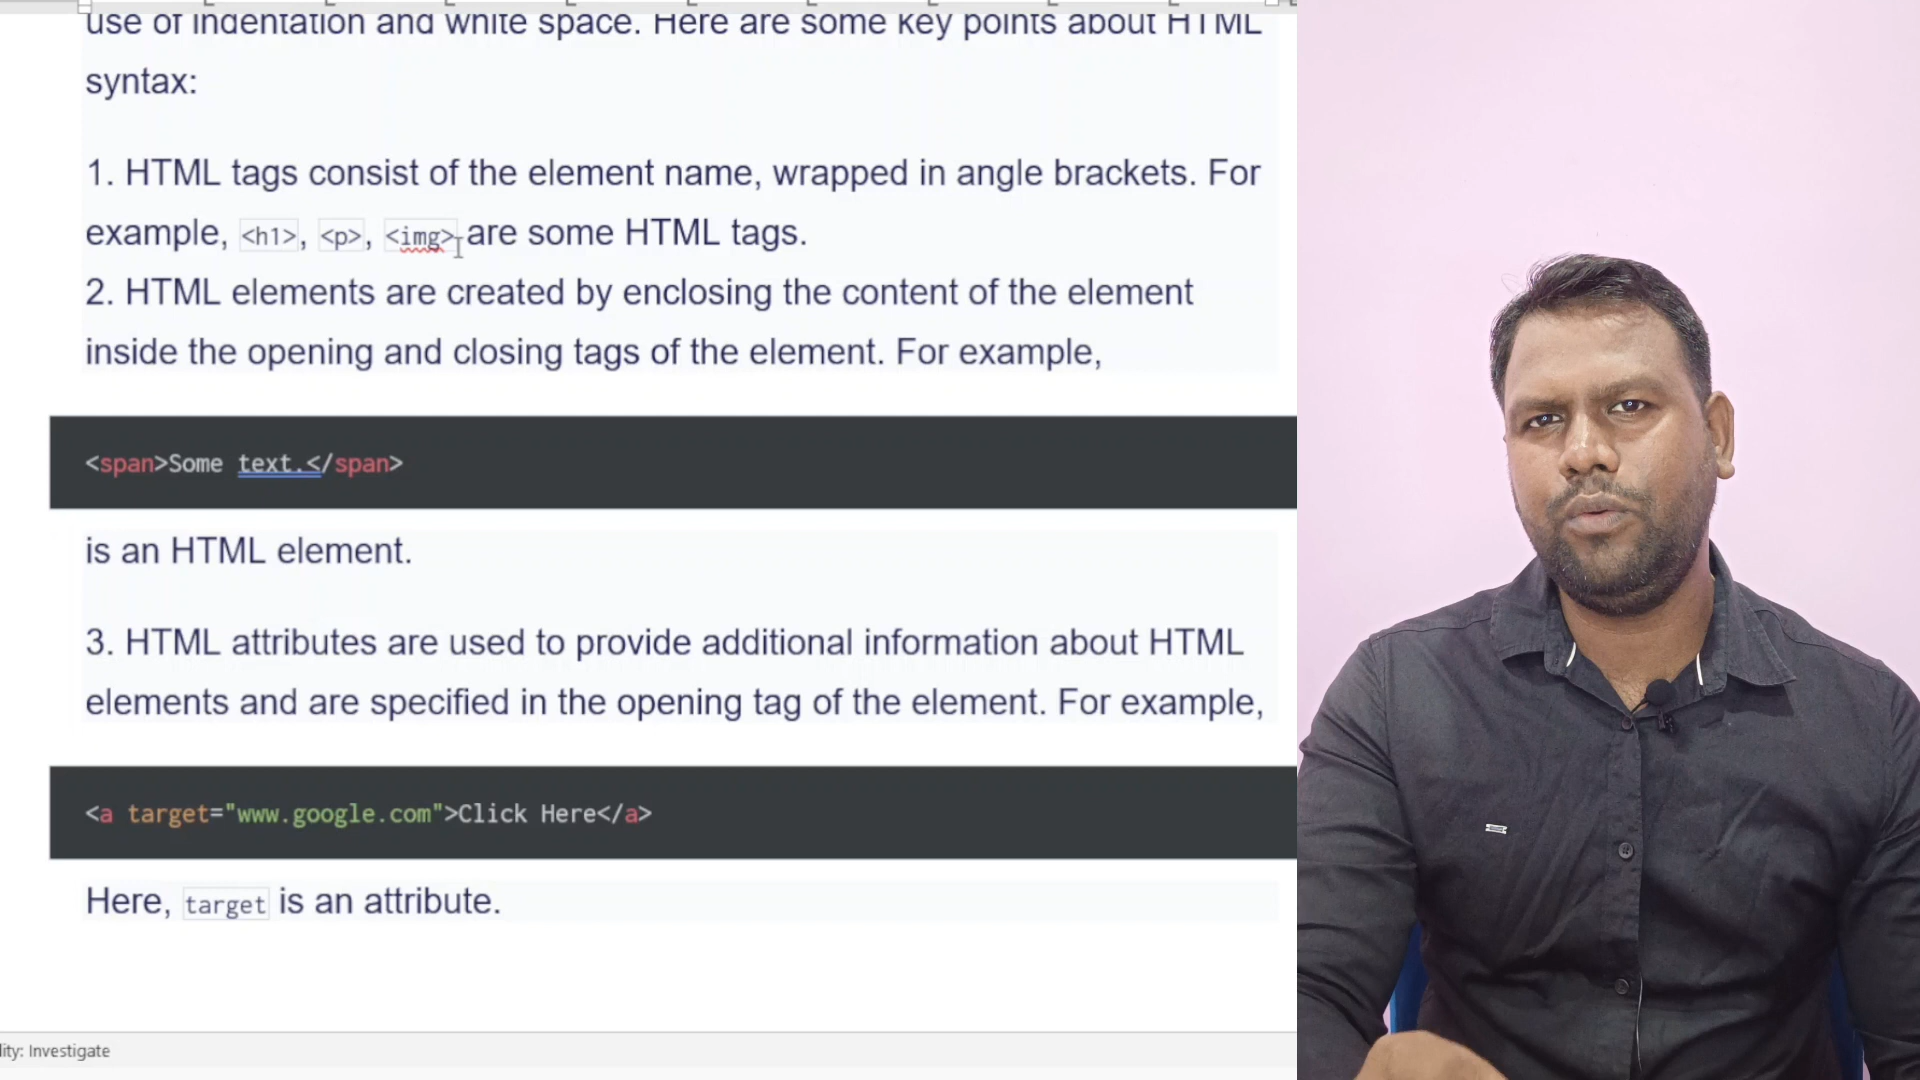 use of indentation and white space. Here are some key points about HTML
syntax:
1. HTML tags consist of the element name, wrapped in angle brackets. For
example, <h1>, <p>, <img> are some HTML tags.
2. HTML elements are created by enclosing the content of the element
inside the opening and closing tags of the element. For example,
<span>Some text.</span>
is an HTML element.
3. HTML attributes are used to provide additional information about HTML
elements and are specified in the opening tag of the element. For example,
<a target="www.google.com">Click Here</a>
Here, target is an attribute.
lity: Investigate